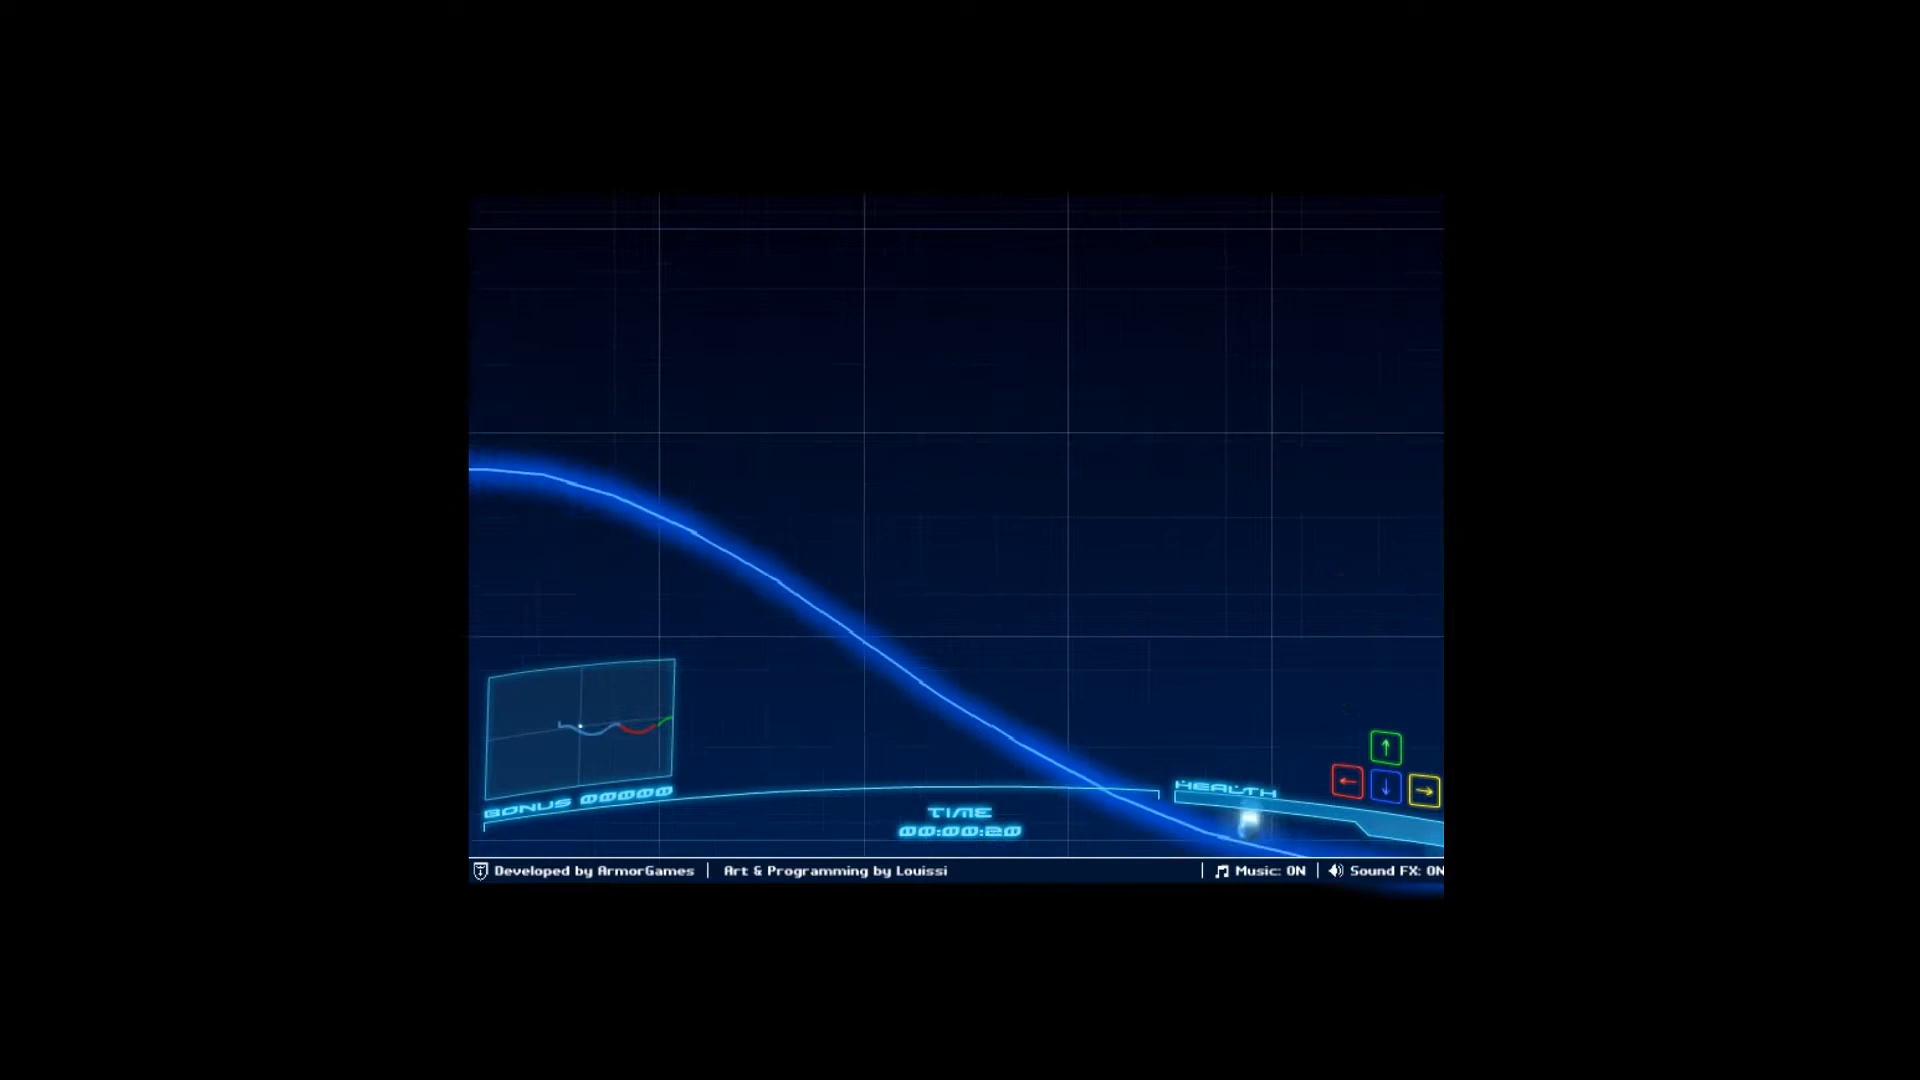 BONUS 00000
TIME
00:00:20
HEALTH
Developed by ArmorGames | Art & Programming by Louissi | Music: ON | Sound FX: ON